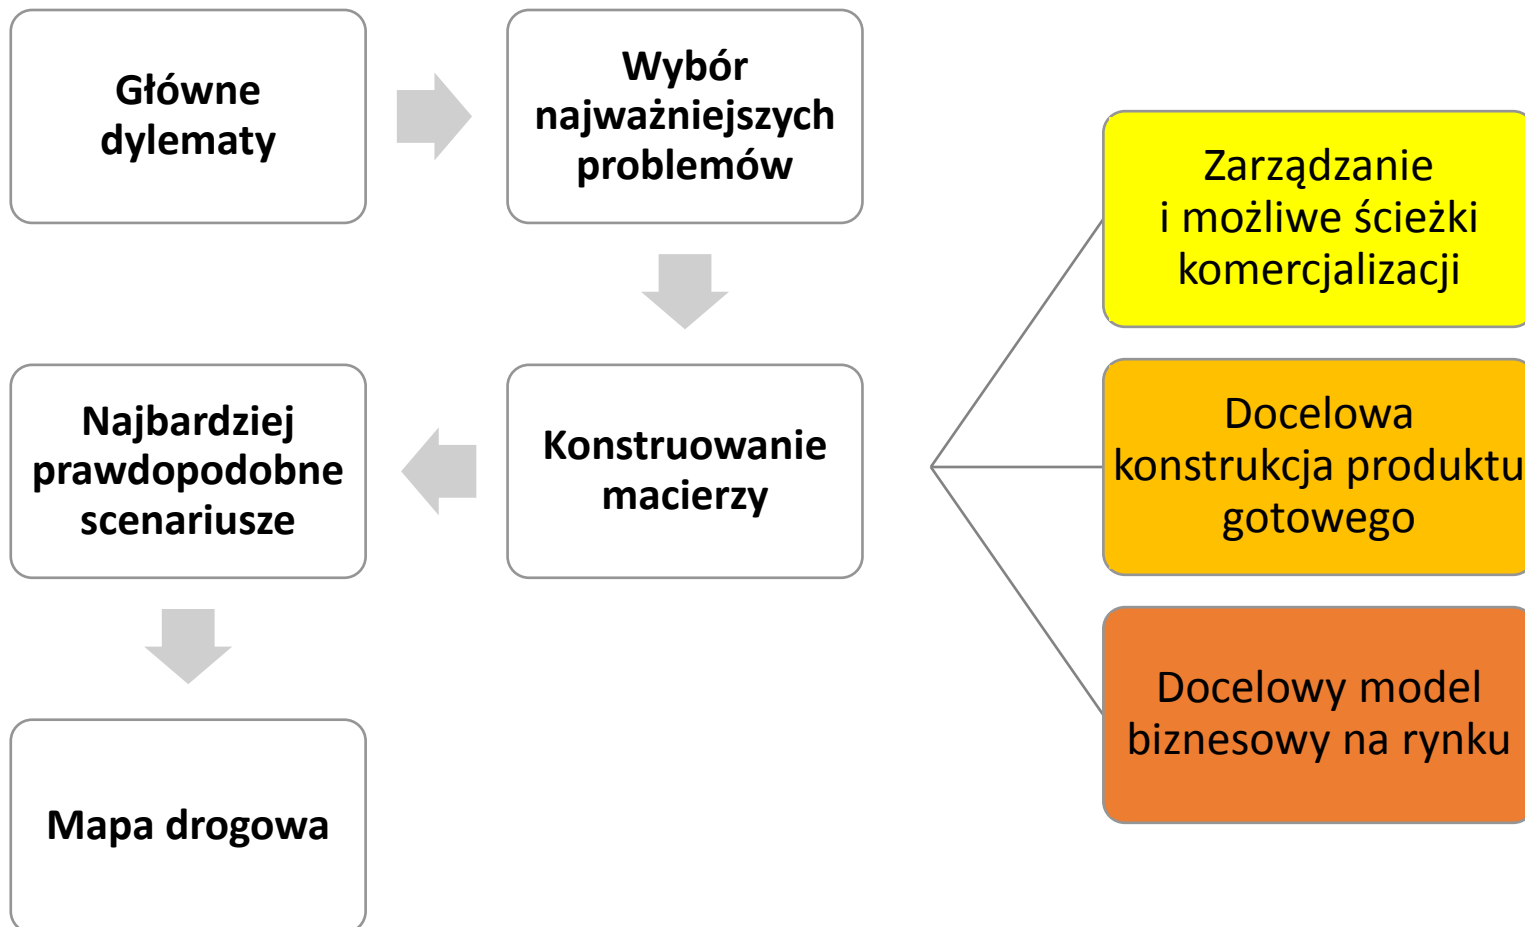 Główne
dylematy
Wybór
najważniejszych
problemów
Konstruowanie
macierzy
Najbardziej
prawdopodobne
scenariusze
Mapa drogowa
Zarządzanie
i możliwe ścieżki
komercjalizacji
Docelowa
konstrukcja produktu
gotowego
Docelowy model
biznesowy na rynku